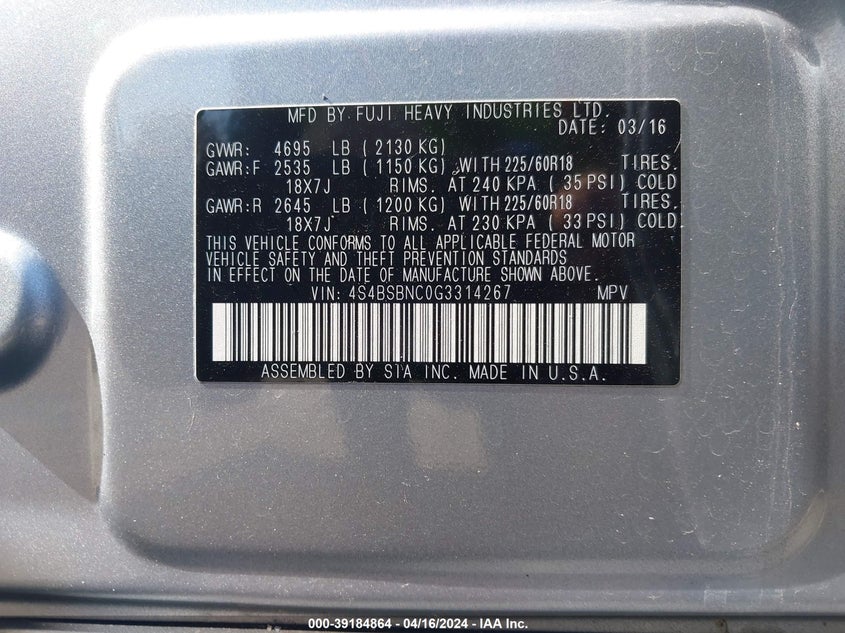 MFD BY FUJI HEAVY INDUSTRIES LTD.
DATE: 03/16
GVWR: 4695 LB ( 2130 KG)
GAWR:F 2535 LB ( 1150 KG) WITH 225/60R18 TIRES.
18X7J RIMS. AT 240 KPA ( 35 PSI) COLD
GAWR:R 2645 LB ( 1200 KG) WITH 225/60R18 TIRES.
18X7J RIMS. AT 230 KPA ( 33 PSI) COLD
THIS VEHICLE CONFORMS TO ALL APPLICABLE FEDERAL MOTOR
VEHICLE SAFETY AND THEFT PREVENTION STANDARDS
IN EFFECT ON THE DATE OF MANUFACTURE SHOWN ABOVE.
VIN: 4S4BSBNC0G3314267 MPV
ASSEMBLED BY SIA INC. MADE IN U.S.A.
000-39184864 - 04/16/2024 - IAA Inc.